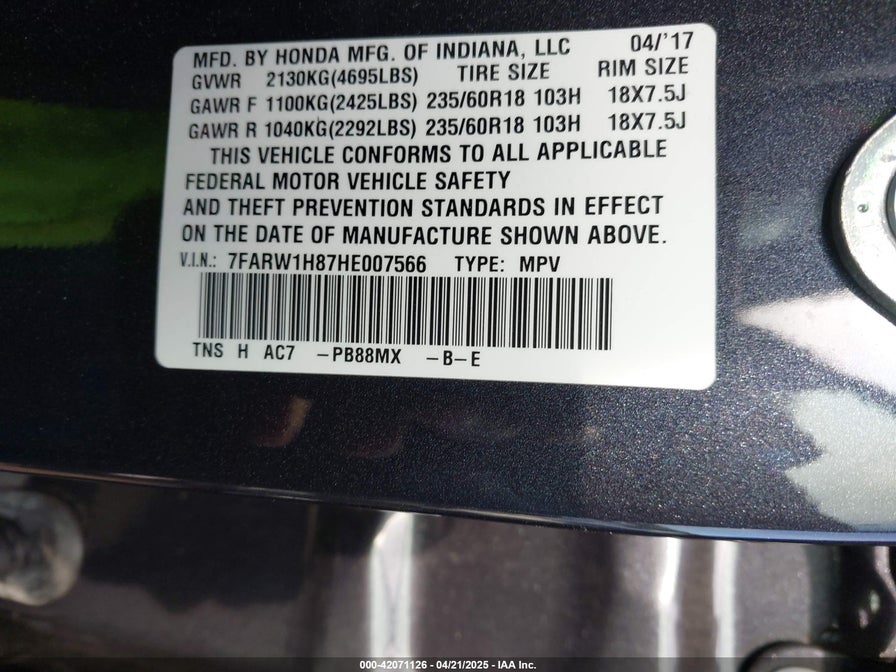 MFD. BY HONDA MFG. OF INDIANA, LLC 04/'17
GVWR 2130KG(4695LBS) TIRE SIZE RIM SIZE
GAWR F 1100KG(2425LBS) 235/60R18 103H 18X7.5J
GAWR R 1040KG(2292LBS) 235/60R18 103H 18X7.5J
THIS VEHICLE CONFORMS TO ALL APPLICABLE
FEDERAL MOTOR VEHICLE SAFETY
AND THEFT PREVENTION STANDARDS IN EFFECT
ON THE DATE OF MANUFACTURE SHOWN ABOVE.
V.I.N.: 7FARW1H87HE007566 TYPE: MPV
TNS H AC7 -PB88MX -B-E
000-42071126 - 04/21/2025 - IAA Inc.